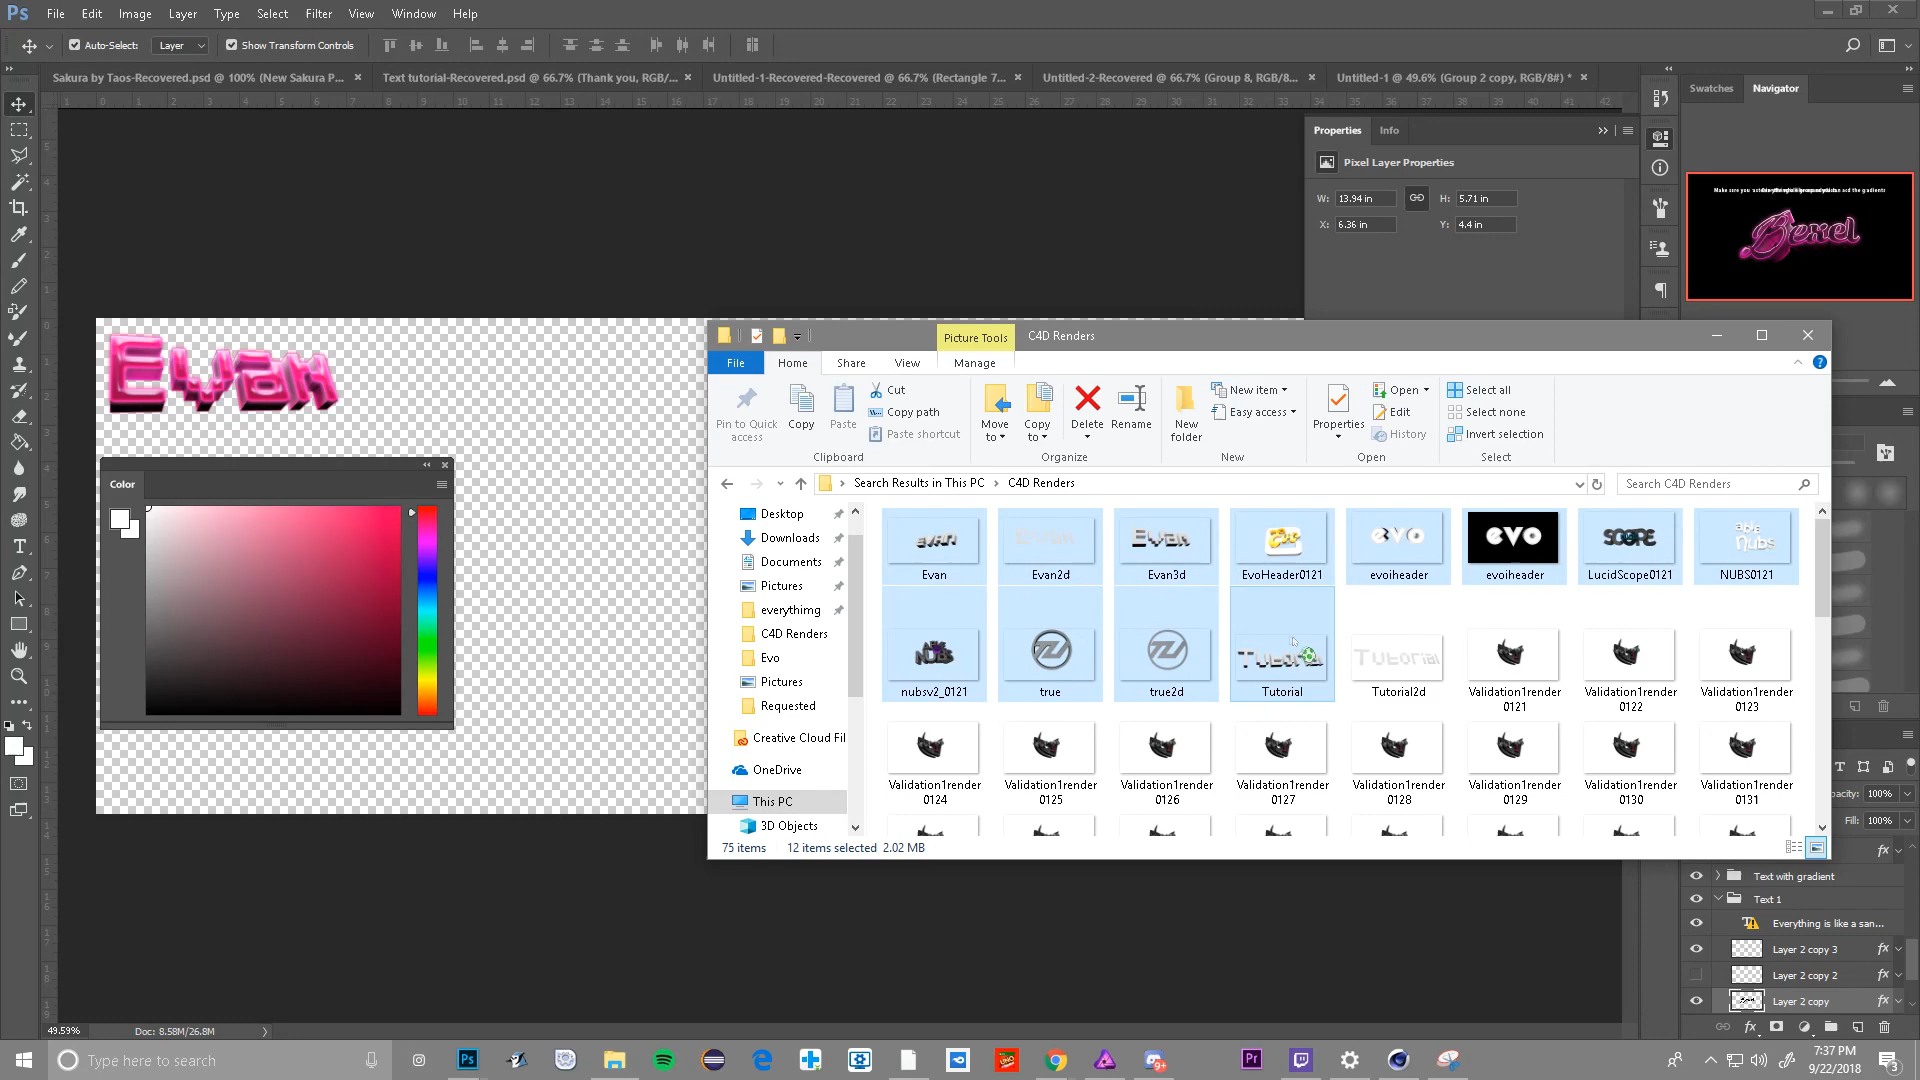 Ps File Edit Image Layer Type Select Filter View Window Help
Auto-Select: Layer Show Transform Controls
Sakura by Taos-Recovered.psd @ 100% (New Sakura P... × Text tutorial-Recovered.psd @ 66.7% (Thank you, RGB/... × Untitled-1-Recovered-Recovered @ 66.7% (Rectangle 7... × Untitled-2-Recovered @ 66.7% (Group 8, RGB/8... × Untitled-1 @ 49.6% (Group 2 copy, RGB/8#) * ×
Swatches Navigator
Properties Info
Pixel Layer Properties
W: 13.94 in H: 5.71 in
X: 6.36 in Y: 4.4 in
Bexel
Evan
Color
Picture Tools C4D Renders
File Home Share View Manage
Pin to Quick access
Copy
Paste
Cut
Copy path
Paste shortcut
Clipboard
Move to
Copy to
Delete
Rename
Organize
New folder
New item
Easy access
New
Properties
Open
Edit
History
Open
Select all
Select none
Invert selection
Select
Search Results in This PC > C4D Renders
Search C4D Renders
Desktop
Downloads
Documents
Pictures
everythimg
C4D Renders
Evo
Pictures
Requested
Creative Cloud Fil
OneDrive
This PC
3D Objects
Evan Evan2d Evan3d EvoHeader0121 evoiheader evoiheader LucidScope0121 NUBS0121
nubsv2_0121 true true2d Tutorial Tutorial2d Validation1render0121 Validation1render0122 Validation1render0123
Validation1render0124 Validation1render0125 Validation1render0126 Validation1render0127 Validation1render0128 Validation1render0129 Validation1render0130 Validation1render0131
75 items 12 items selected 2.02 MB
pacity: 100%
Fill: 100%
fx
Text with gradient
Text 1
Everything is like a san...
Layer 2 copy 3 fx
Layer 2 copy 2 fx
Layer 2 copy fx
49.59% Doc: 8.58M/26.8M
Type here to search
7:37 PM
9/22/2018